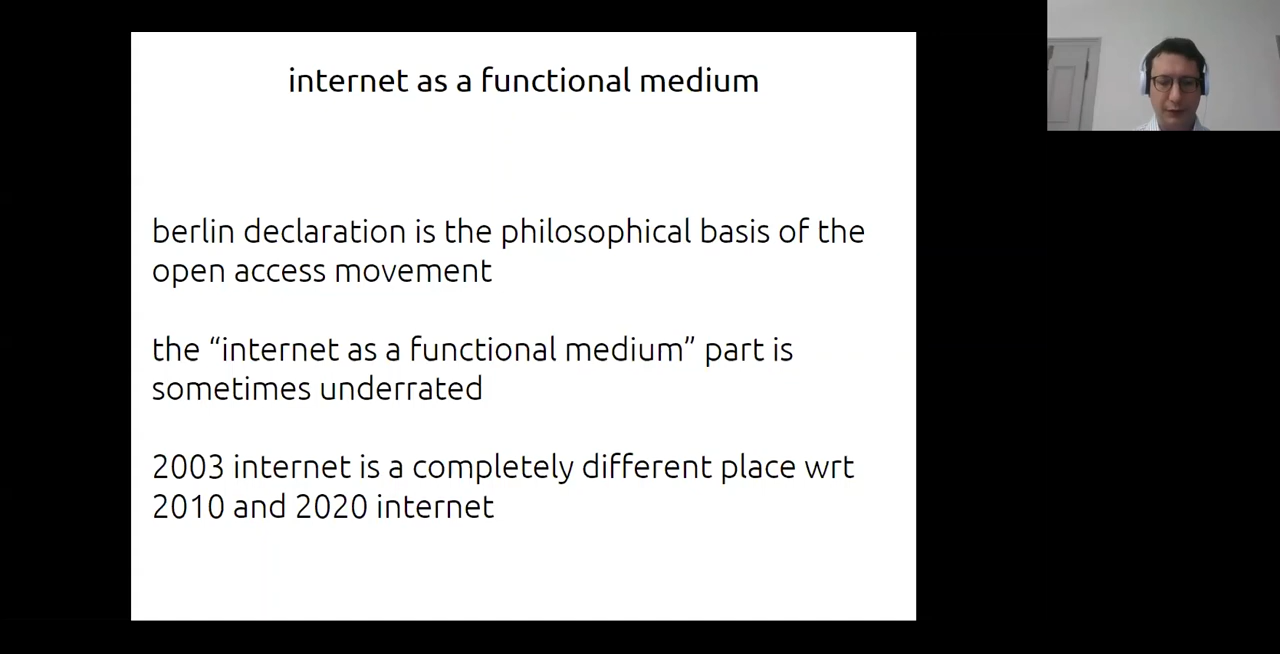 internet as a functional medium
berlin declaration is the philosophical basis of the
open access movement
the “internet as a functional medium” part is
sometimes underrated
2003 internet is a completely different place wrt
2010 and 2020 internet